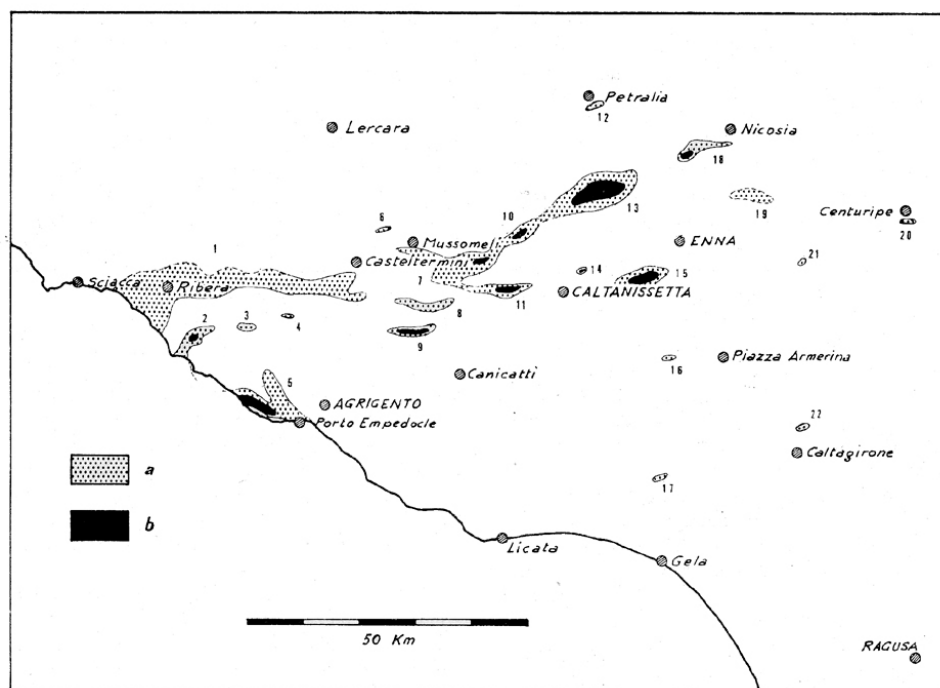 Petralia
12
Lercara
Nicosia
18
13
19
Centuripe
20
6
10
1
Mussomeli
ENNA
21
Casteltermini
7
14
15
Sciacca
Ribera
11
CALTANISSETTA
2
3
4
8
9
16
Piazza Armerina
5
Canicattì
AGRIGENTO
Porto Empedocle
22
Caltagirone
a
17
b
Licata
Gela
50 Km
RAGUSA